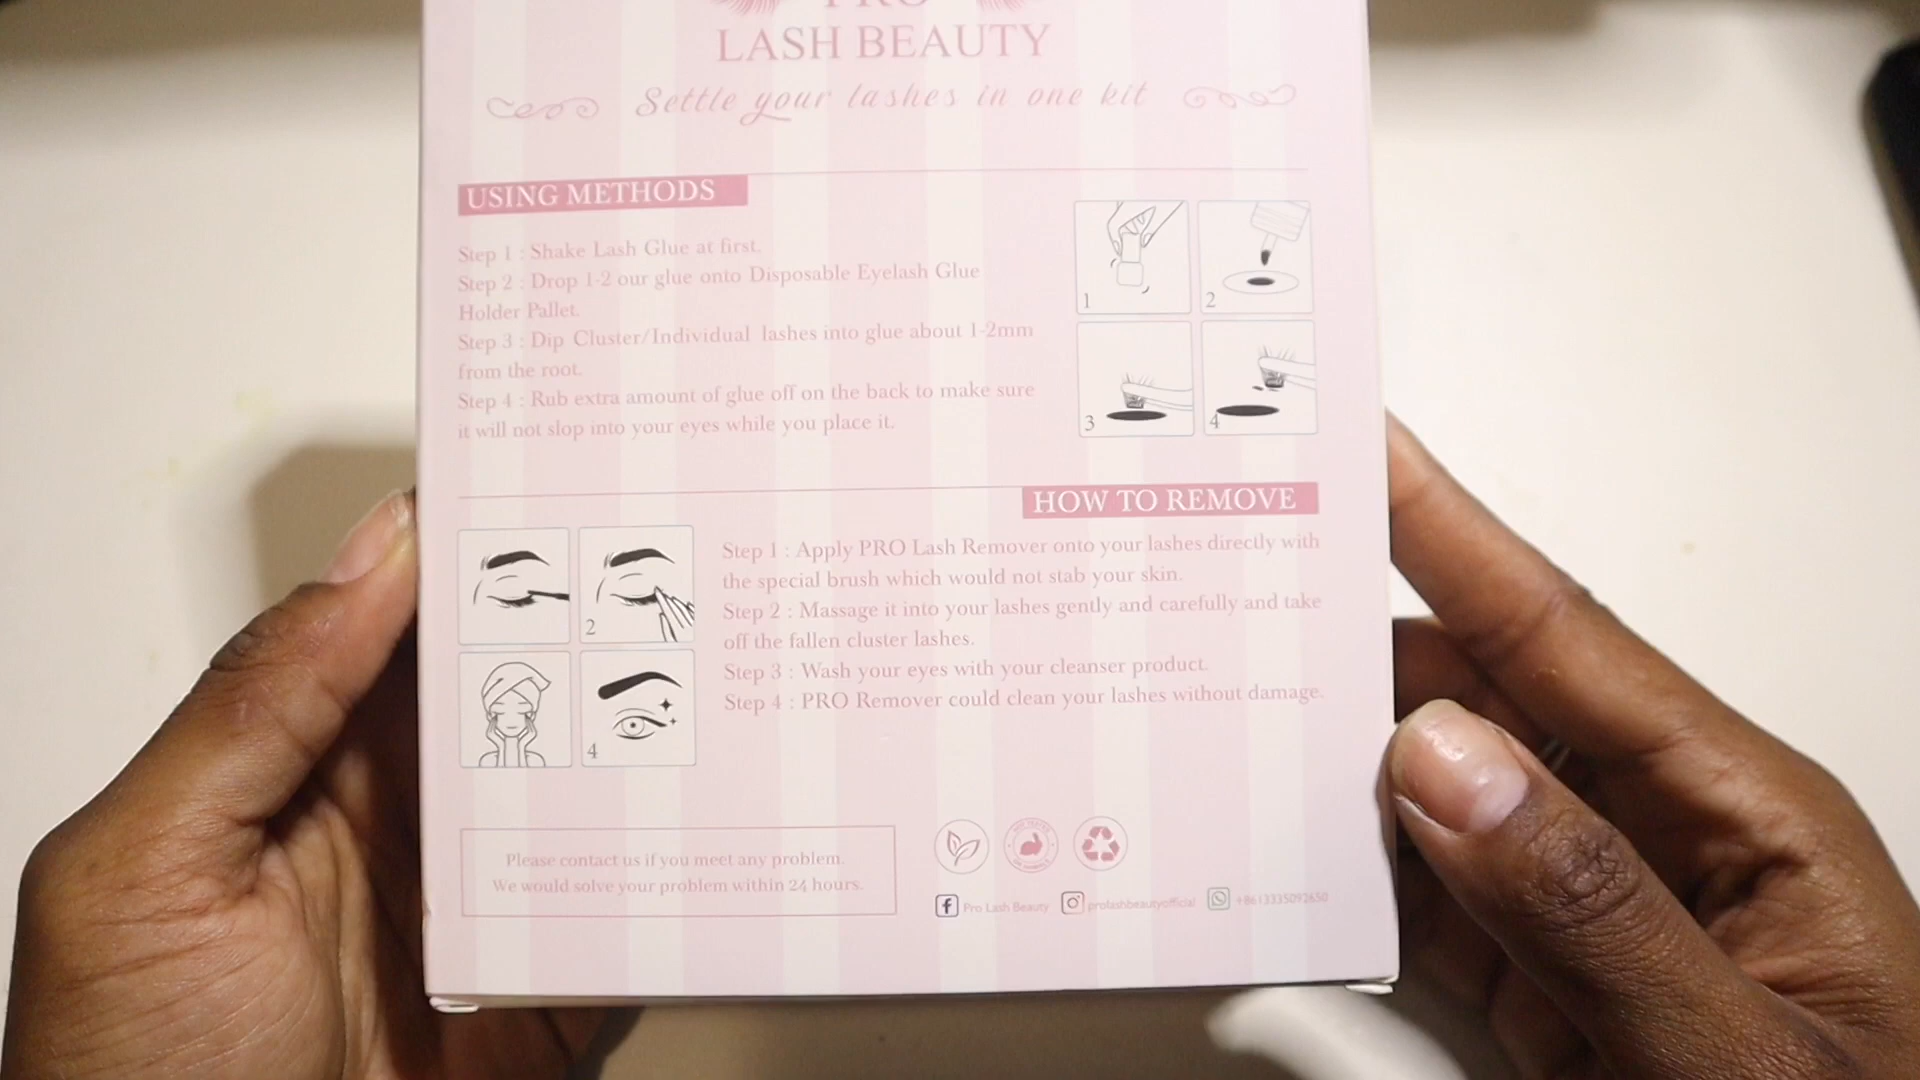 PRO
LASH BEAUTY
Settle your lashes in one kit
USING METHODS
Step 1 : Shake Lash Glue at first.
Step 2 : Drop 1-2 our glue onto Disposable Eyelash Glue
Holder Pallet.
Step 3 : Dip Cluster/Individual lashes into glue about 1-2mm
from the root.
Step 4 : Rub extra amount of glue off on the back to make sure
it will not slop into your eyes while you place it.
1
2
3
4
HOW TO REMOVE
2
4
Step 1 : Apply PRO Lash Remover onto your lashes directly with
the special brush which would not stab your skin.
Step 2 : Massage it into your lashes gently and carefully and take
off the fallen cluster lashes.
Step 3 : Wash your eyes with your cleanser product.
Step 4 : PRO Remover could clean your lashes without damage.
Please contact us if you meet any problem.
We would solve your problem within 24 hours.
Pro Lash Beauty
prolashbeautyofficial
+8613335092650